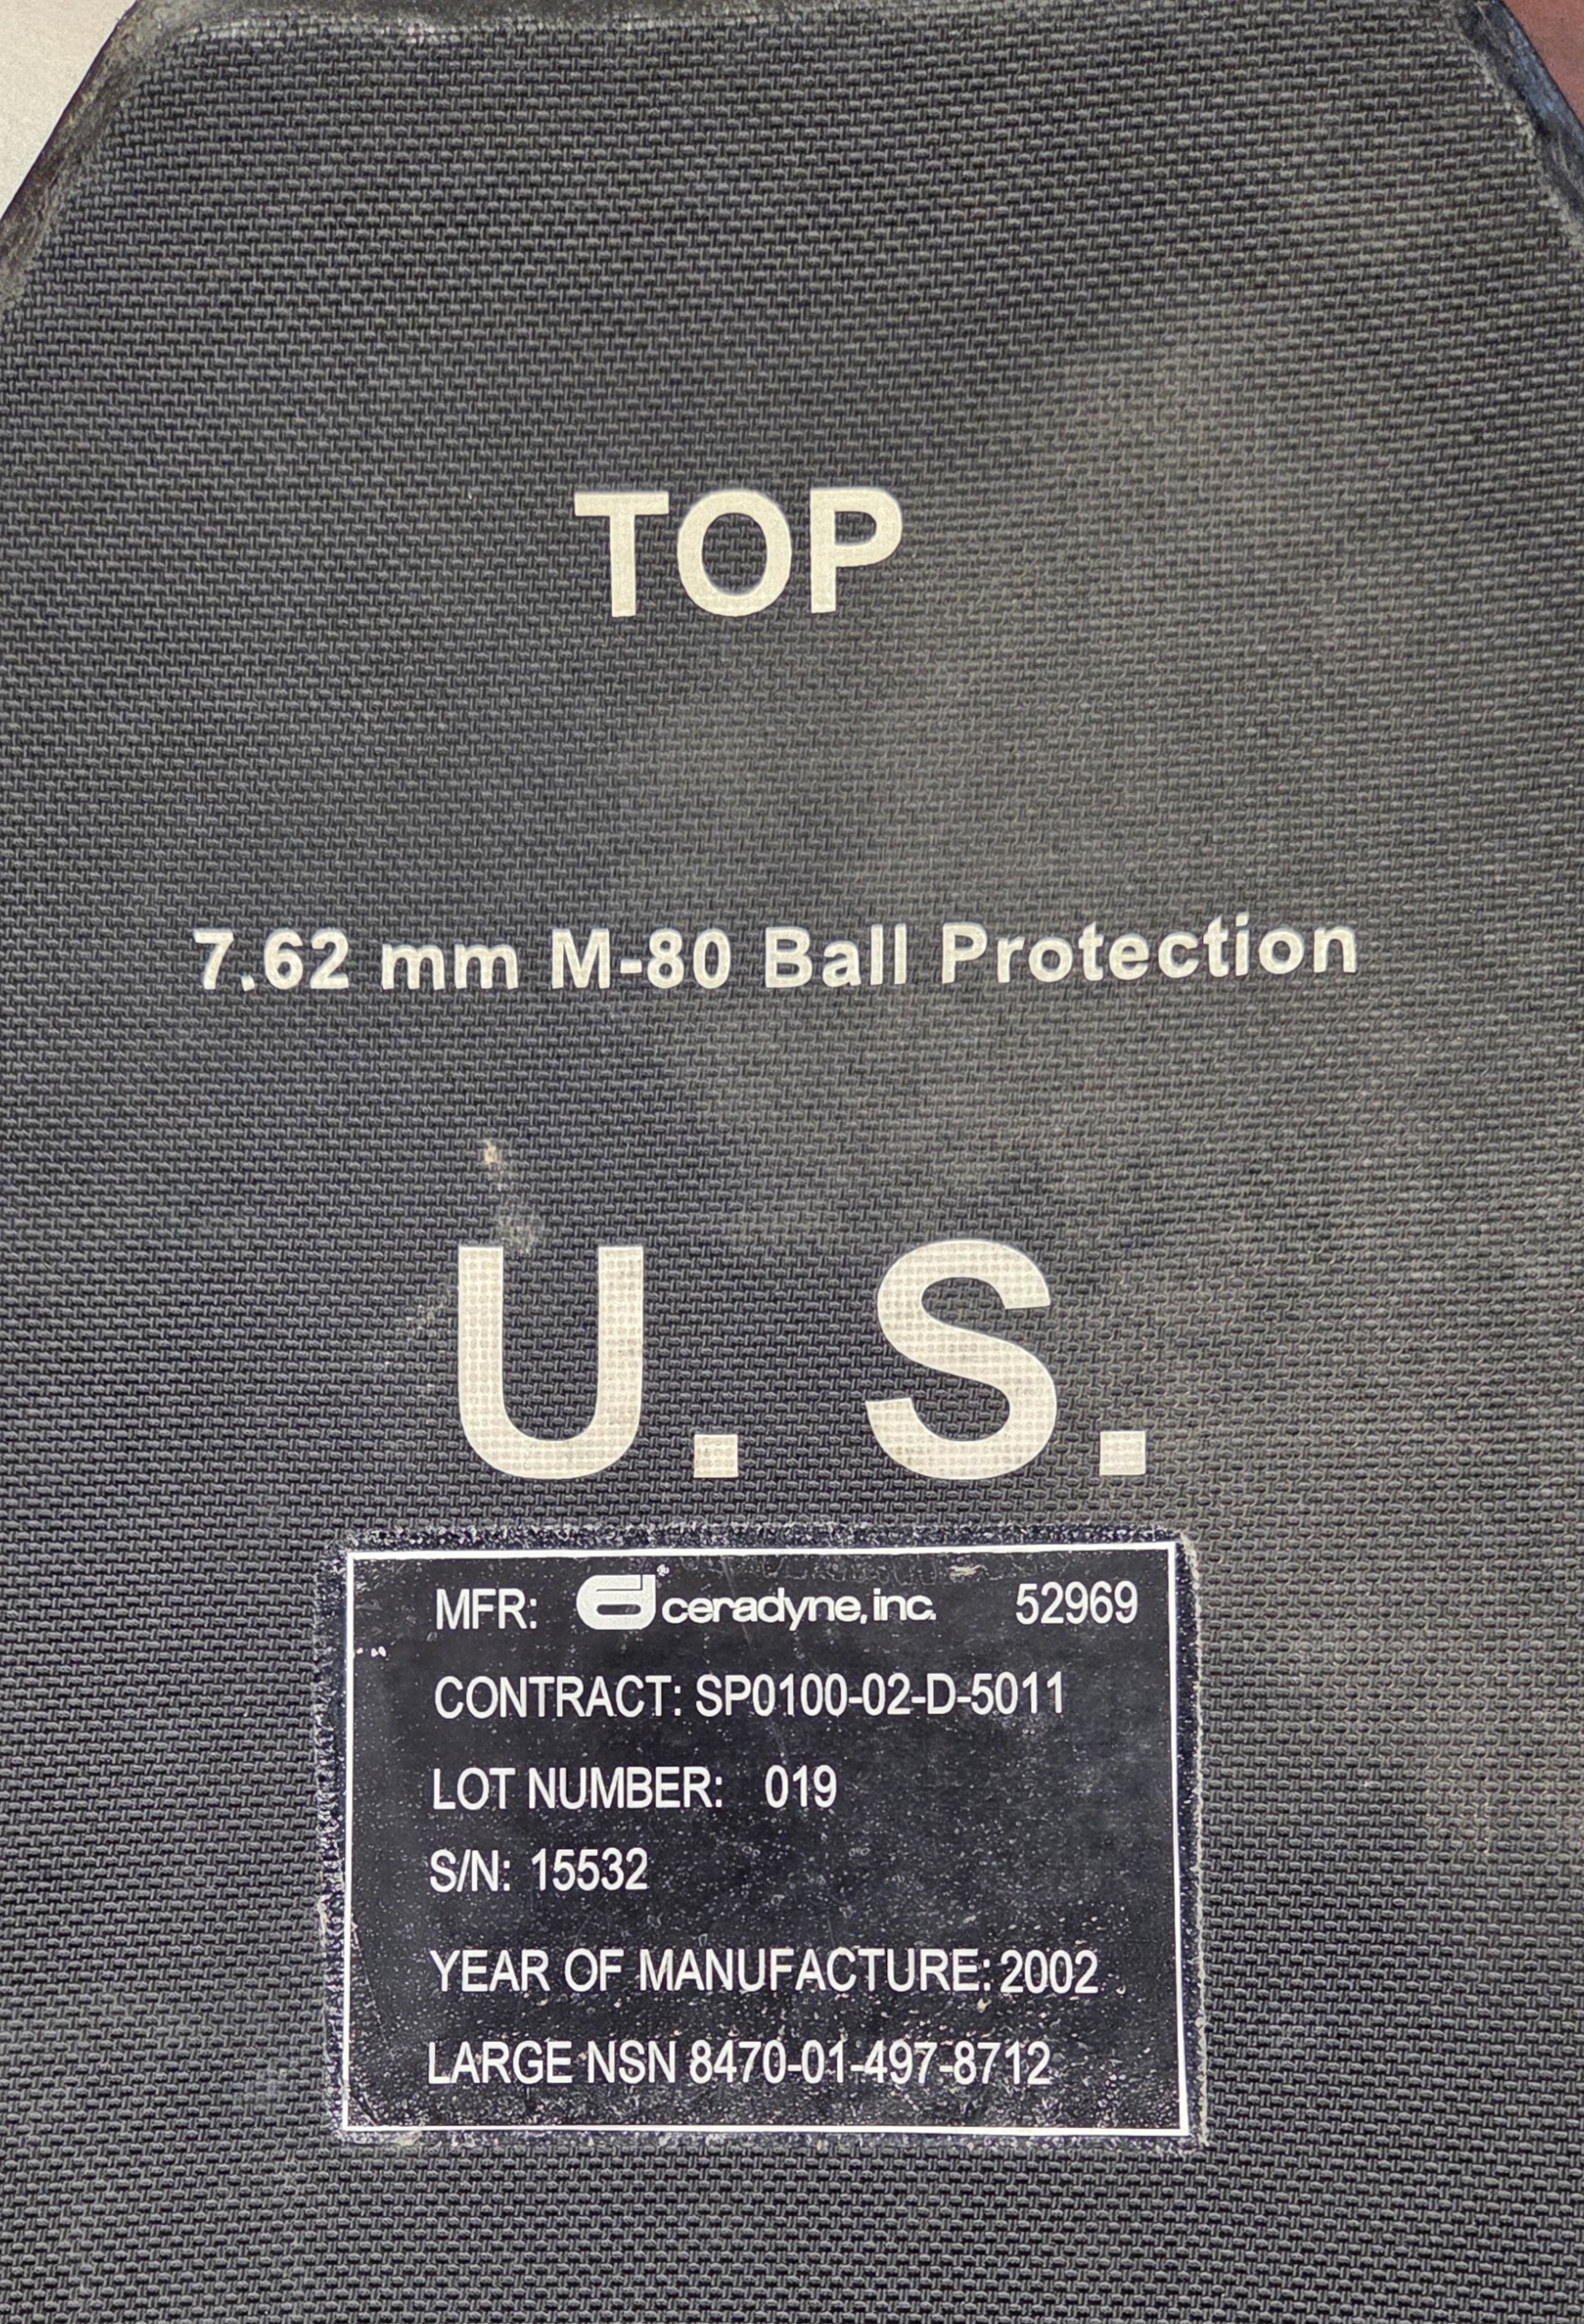 TOP
7.62 mm M-80 Ball Protection
U. S.
MFR: ceradyne, inc. 52969
CONTRACT: SP0100-02-D-5011
LOT NUMBER: 019
S/N: 15532
YEAR OF MANUFACTURE: 2002
LARGE NSN 8470-01-497-8712